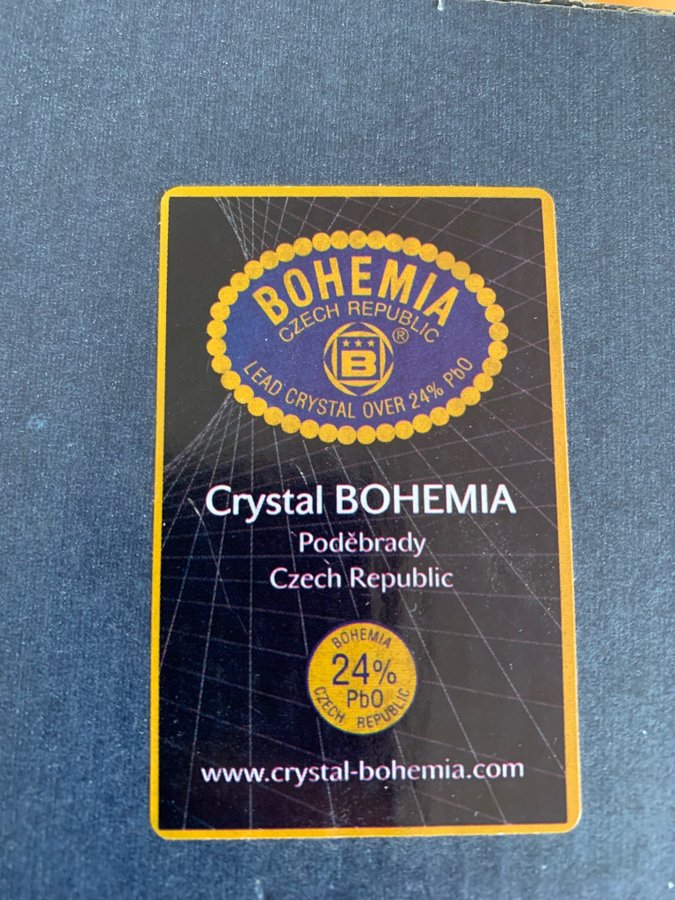 BOHEMIA
CZECH REPUBLIC
®
B
LEAD CRYSTAL OVER 24% PbO
Crystal BOHEMIA
Poděbrady
Czech Republic
BOHEMIA
24%
PbO
CZECH REPUBLIC
www.crystal-bohemia.com